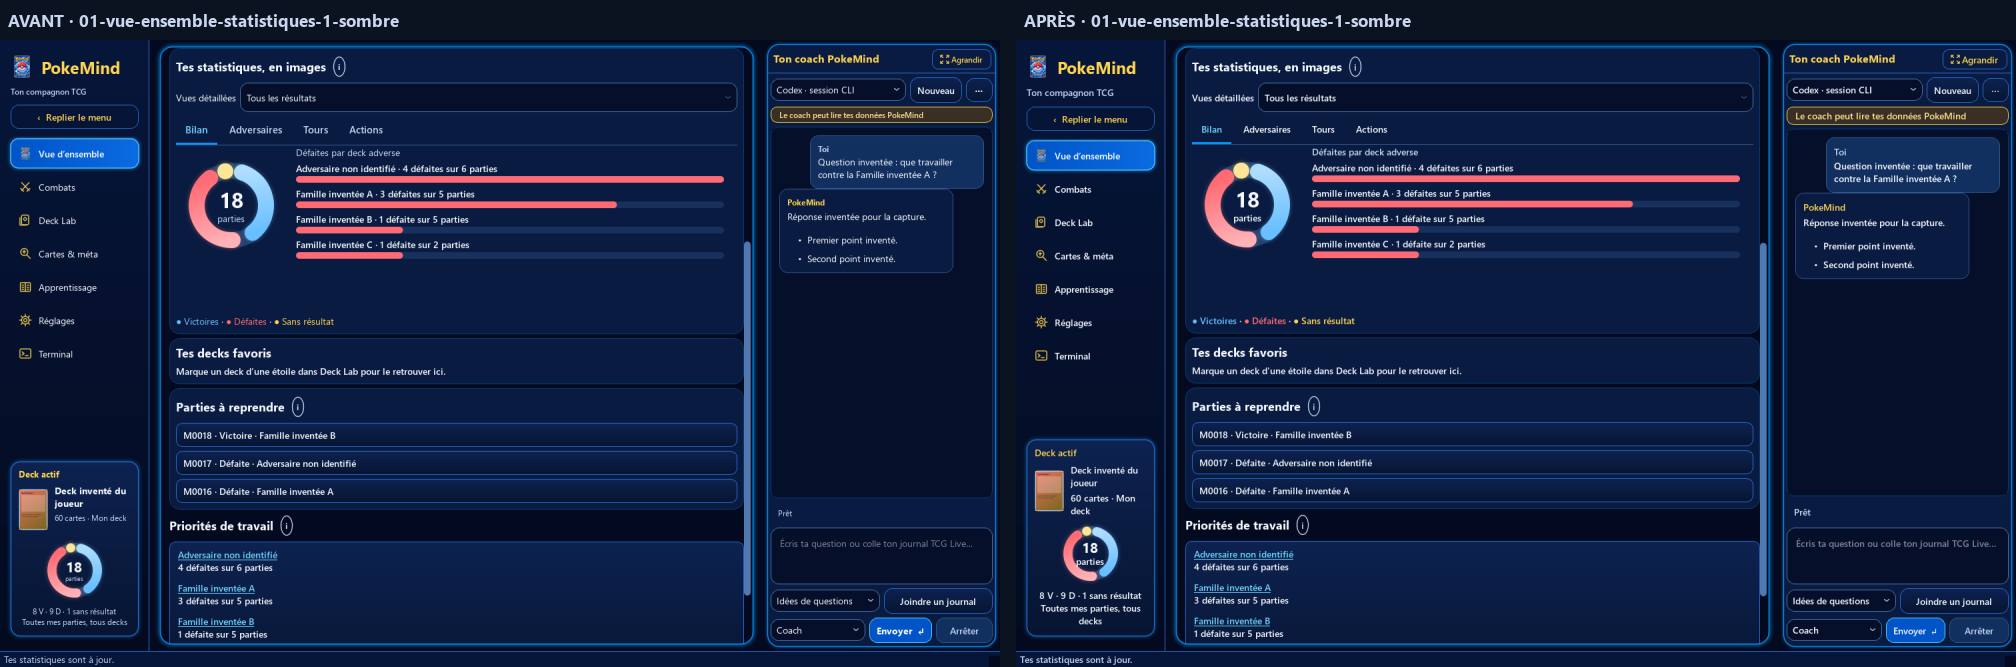 AVANT · 01-vue-ensemble-statistiques-1-sombre
PokeMind
Ton compagnon TCG
‹ Replier le menu
Vue d'ensemble
Combats
Deck Lab
Cartes & méta
Apprentissage
Réglages
Terminal
Deck actif
Deck inventé du
joueur
60 cartes · Mon deck
18
parties
8 V · 9 D · 1 sans résultat
Toutes mes parties, tous decks
Tes statistiques, en images i
Vues détaillées Tous les résultats
Bilan Adversaires Tours Actions
18
parties
Défaites par deck adverse
Adversaire non identifié · 4 défaites sur 6 parties
Famille inventée A · 3 défaites sur 5 parties
Famille inventée B · 1 défaite sur 5 parties
Famille inventée C · 1 défaite sur 2 parties
● Victoires · ● Défaites · ● Sans résultat
Tes decks favoris
Marque un deck d'une étoile dans Deck Lab pour le retrouver ici.
Parties à reprendre i
M0018 · Victoire · Famille inventée B
M0017 · Défaite · Adversaire non identifié
M0016 · Défaite · Famille inventée A
Priorités de travail i
Adversaire non identifié
4 défaites sur 6 parties
Famille inventée A
3 défaites sur 5 parties
Famille inventée B
1 défaite sur 5 parties
Ton coach PokeMind Agrandir
Codex · session CLI Nouveau ...
Le coach peut lire tes données PokeMind
Toi
Question inventée : que travailler
contre la Famille inventée A ?
PokeMind
Réponse inventée pour la capture.
• Premier point inventé.
• Second point inventé.
Prêt
Écris ta question ou colle ton journal TCG Live...
Idées de questions Joindre un journal
Coach Envoyer ↲ Arrêter
Tes statistiques sont à jour.
APRÈS · 01-vue-ensemble-statistiques-1-sombre
PokeMind
Ton compagnon TCG
‹ Replier le menu
Vue d'ensemble
Combats
Deck Lab
Cartes & méta
Apprentissage
Réglages
Terminal
Deck actif
Deck inventé du
joueur
60 cartes · Mon
deck
18
parties
8 V · 9 D · 1 sans résultat
Toutes mes parties, tous
decks
Tes statistiques, en images i
Vues détaillées Tous les résultats
Bilan Adversaires Tours Actions
18
parties
Défaites par deck adverse
Adversaire non identifié · 4 défaites sur 6 parties
Famille inventée A · 3 défaites sur 5 parties
Famille inventée B · 1 défaite sur 5 parties
Famille inventée C · 1 défaite sur 2 parties
● Victoires · ● Défaites · ● Sans résultat
Tes decks favoris
Marque un deck d'une étoile dans Deck Lab pour le retrouver ici.
Parties à reprendre i
M0018 · Victoire · Famille inventée B
M0017 · Défaite · Adversaire non identifié
M0016 · Défaite · Famille inventée A
Priorités de travail i
Adversaire non identifié
4 défaites sur 6 parties
Famille inventée A
3 défaites sur 5 parties
Famille inventée B
1 défaite sur 5 parties
Ton coach PokeMind Agrandir
Codex · session CLI Nouveau ...
Le coach peut lire tes données PokeMind
Toi
Question inventée : que travailler
contre la Famille inventée A ?
PokeMind
Réponse inventée pour la capture.
• Premier point inventé.
• Second point inventé.
Prêt
Écris ta question ou colle ton journal TCG Live...
Idées de questions Joindre un journal
Coach Envoyer ↲ Arrêter
Tes statistiques sont à jour.